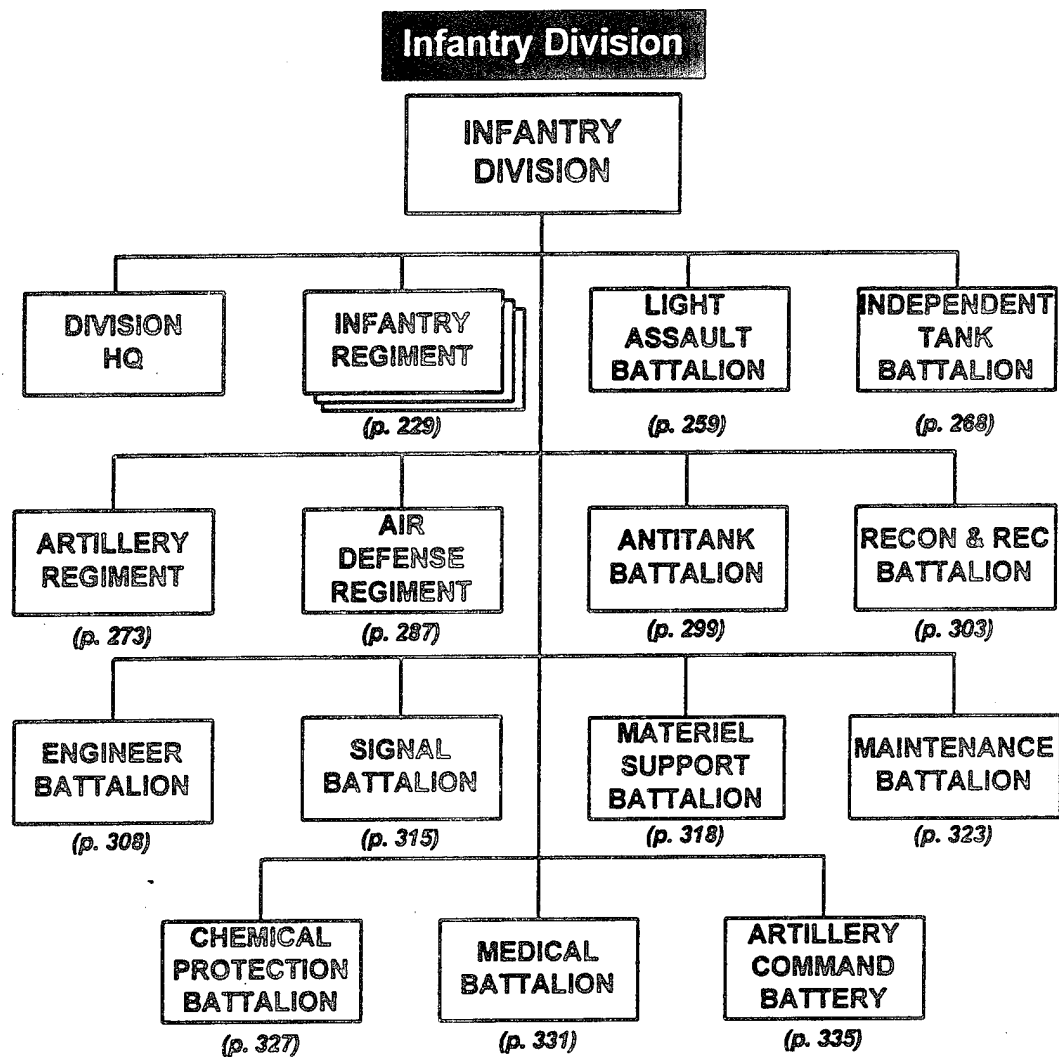 Infantry Division
INFANTRY
DIVISION
DIVISION
HQ
INFANTRY
REGIMENT
(p. 229)
LIGHT
ASSAULT
BATTALION
(p. 259)
INDEPENDENT
TANK
BATTALION
(p. 268)
ARTILLERY
REGIMENT
(p. 273)
AIR
DEFENSE
REGIMENT
(p. 287)
ANTITANK
BATTALION
(p. 299)
RECON & REC
BATTALION
(p. 303)
ENGINEER
BATTALION
(p. 308)
SIGNAL
BATTALION
(p. 315)
MATERIEL
SUPPORT
BATTALION
(p. 318)
MAINTENANCE
BATTALION
(p. 323)
CHEMICAL
PROTECTION
BATTALION
(p. 327)
MEDICAL
BATTALION
(p. 331)
ARTILLERY
COMMAND
BATTERY
(p. 335)